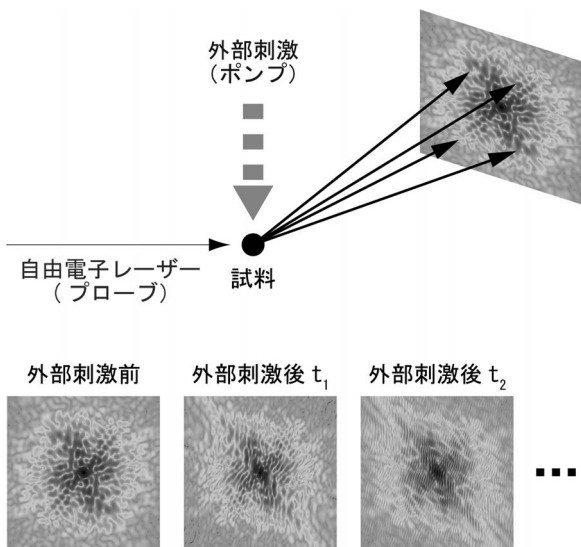 外部刺激
(ポンプ)
自由電子レーザー
( プローブ)
試料
外部刺激前
外部刺激後 t₁
外部刺激後 t₂